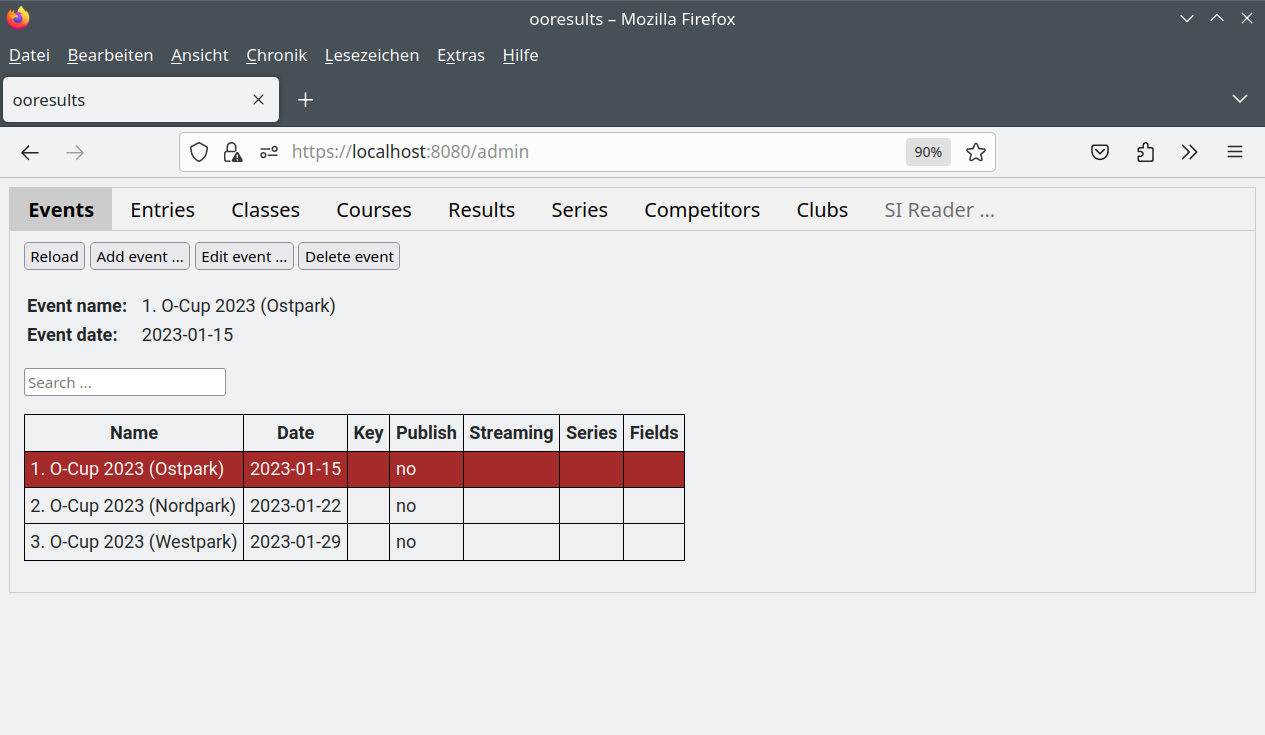 ooresults – Mozilla Firefox
Datei Bearbeiten Ansicht Chronik Lesezeichen Extras Hilfe
ooresults
https://localhost:8080/admin 90%
Events Entries Classes Courses Results Series Competitors Clubs SI Reader ...
Reload Add event ... Edit event ... Delete event
Event name: 1. O-Cup 2023 (Ostpark)
Event date: 2023-01-15
Search ...
Name Date Key Publish Streaming Series Fields
1. O-Cup 2023 (Ostpark) 2023-01-15 no
2. O-Cup 2023 (Nordpark) 2023-01-22 no
3. O-Cup 2023 (Westpark) 2023-01-29 no